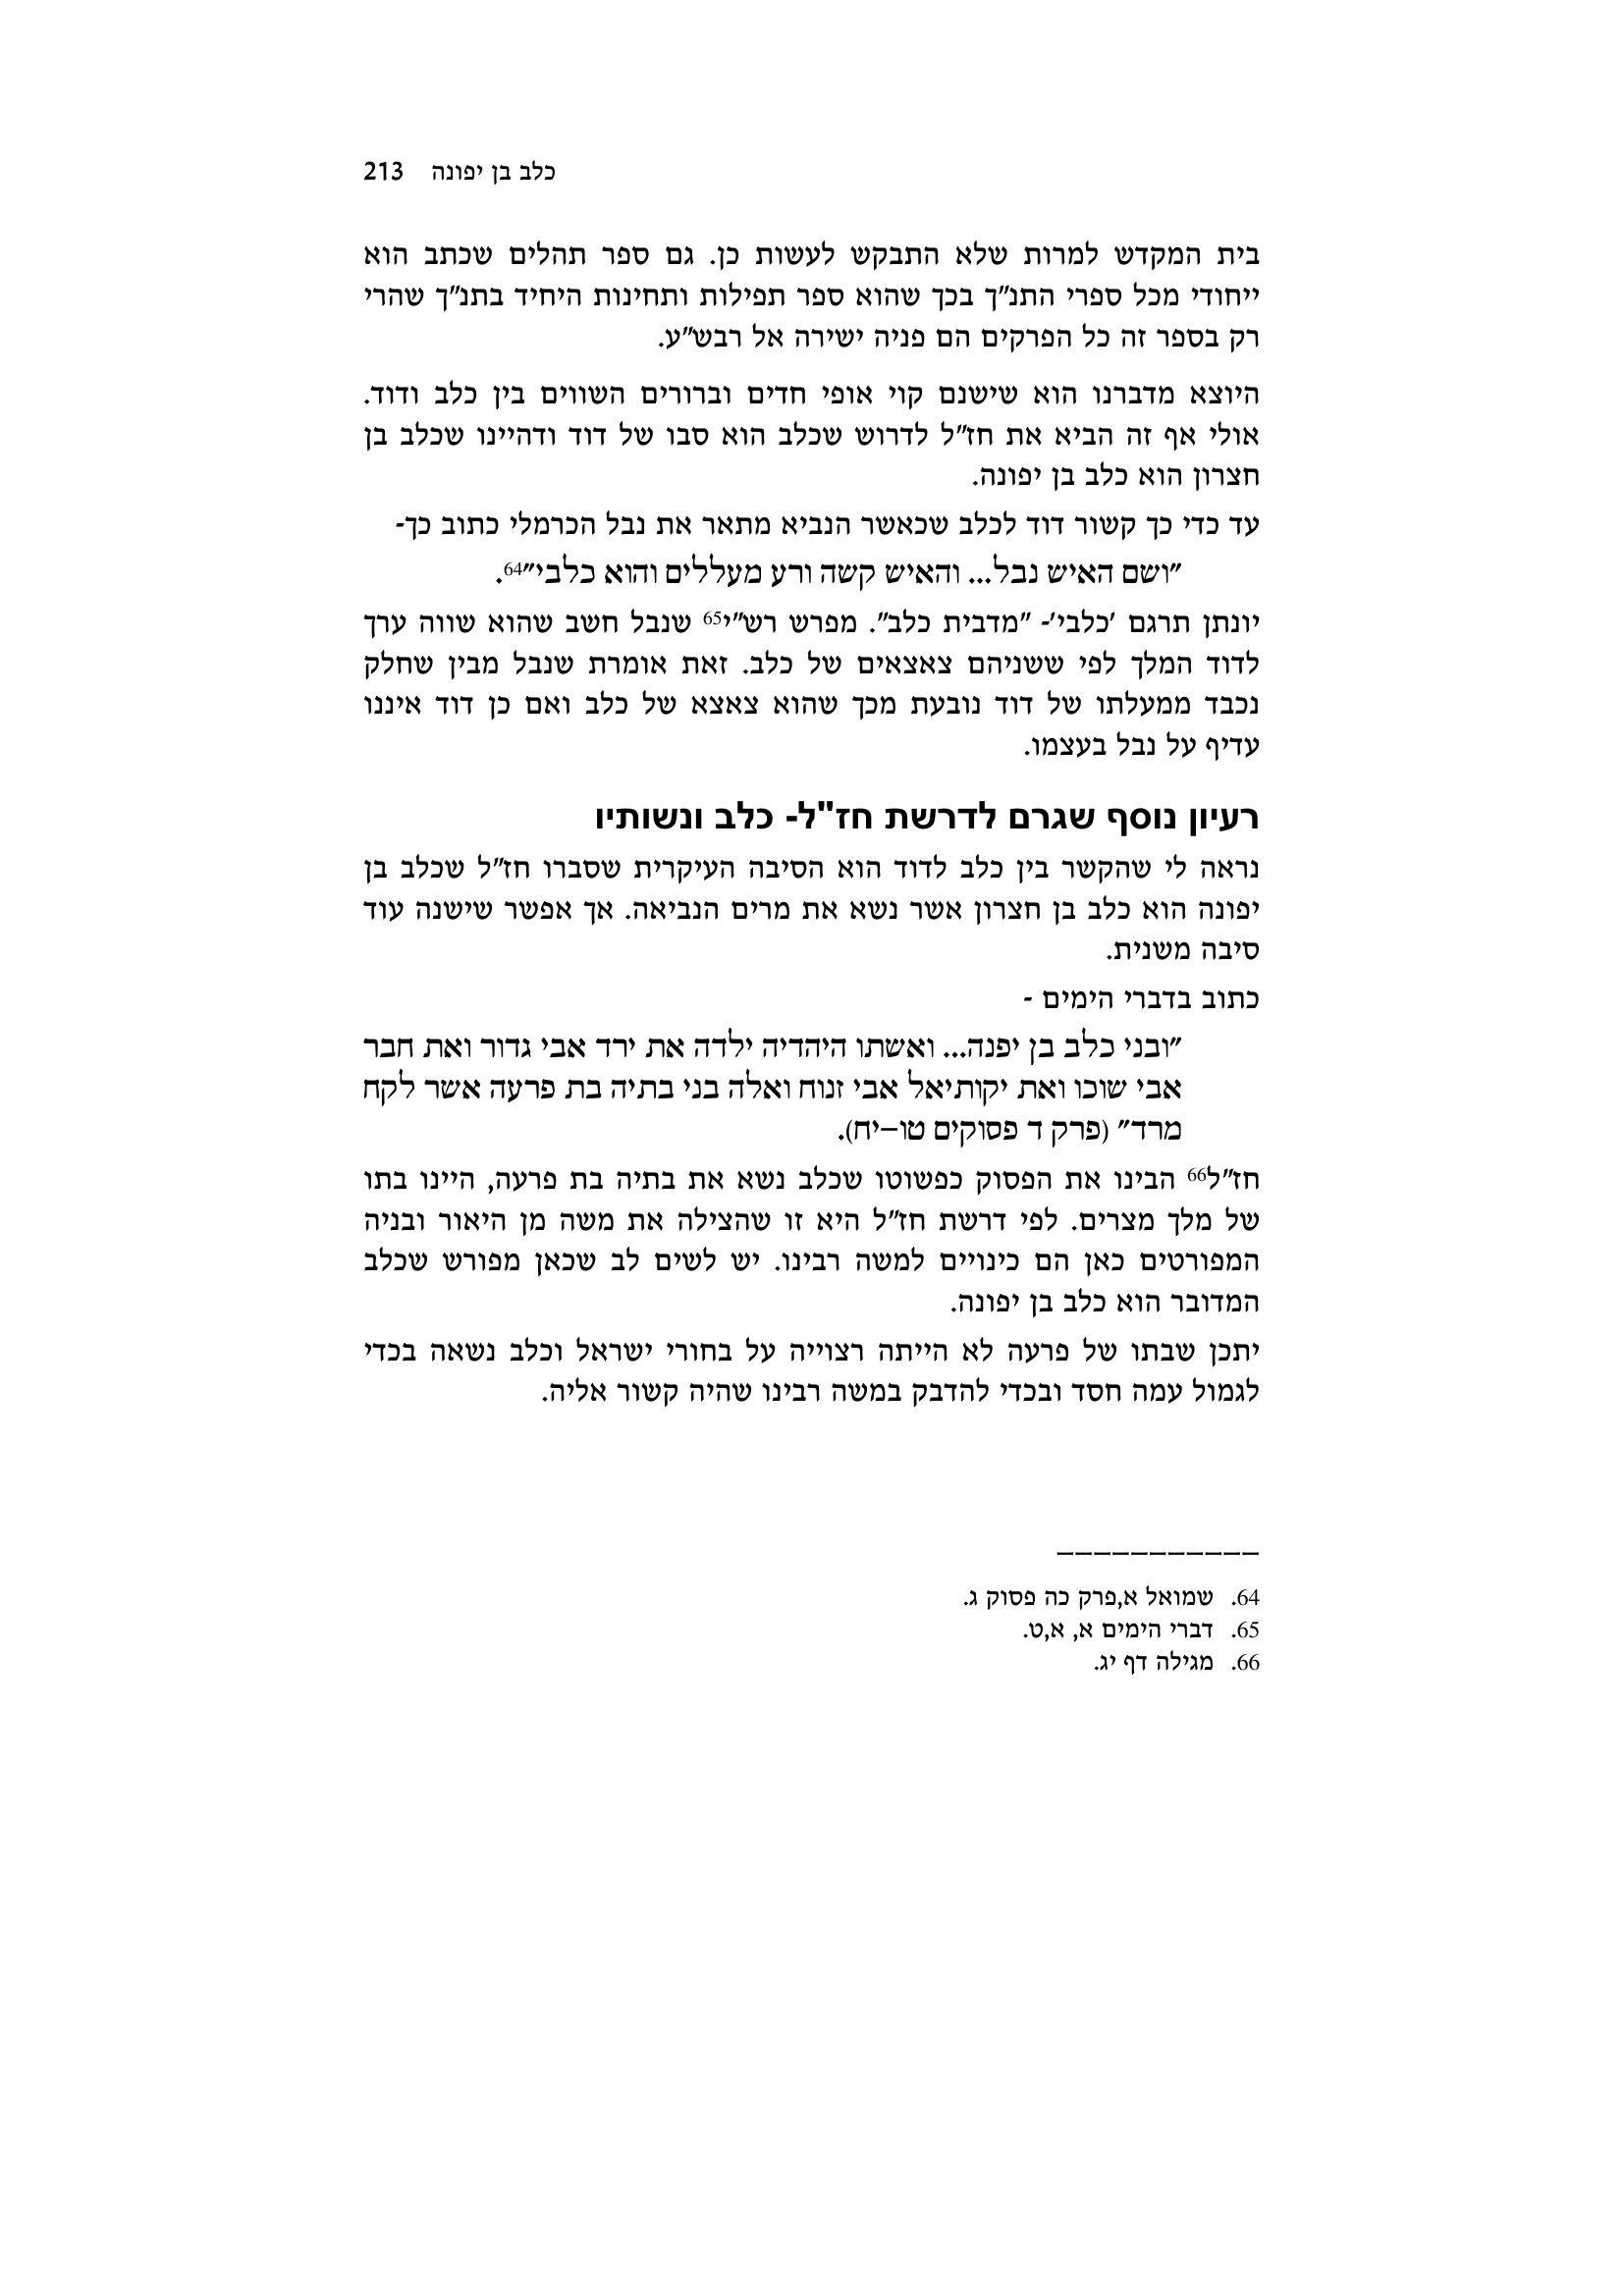 כלב בן יפונה 213
בית המקדש למרות שלא התבקש לעשות כן. גם ספר תהלים שכתב הוא
ייחודי מכל ספרי התנ"ך בכך שהוא ספר תפילות ותחינות היחיד בתנ"ך שהרי
רק בספר זה כל הפרקים הם פניה ישירה אל רבש"ע.
היוצא מדברנו הוא שישנם קוי אופי חדים וברורים השווים בין כלב ודוד.
אולי אף זה הביא את חז"ל לדרוש שכלב הוא סבו של דוד ודהיינו שכלב בן
חצרון הוא כלב בן יפונה.
עד כדי כך קשור דוד לכלב שכאשר הנביא מתאר את נבל הכרמלי כתוב כך-
"ושם האיש נבל... והאיש קשה ורע מעללים והוא כלבי"64.
יונתן תרגם 'כלבי'- "מדבית כלב". מפרש רש"י65 שנבל חשב שהוא שווה ערך
לדוד המלך לפי ששניהם צאצאים של כלב. זאת אומרת שנבל מבין שחלק
נכבד ממעלתו של דוד נובעת מכך שהוא צאצא של כלב ואם כן דוד איננו
עדיף על נבל בעצמו.
רעיון נוסף שגרם לדרשת חז"ל- כלב ונשותיו
נראה לי שהקשר בין כלב לדוד הוא הסיבה העיקרית שסברו חז"ל שכלב בן
יפונה הוא כלב בן חצרון אשר נשא את מרים הנביאה. אך אפשר שישנה עוד
סיבה משנית.
כתוב בדברי הימים -
"ובני כלב בן יפנה... ואשתו היהדיה ילדה את ירד אבי גדור ואת חבר
אבי שוכו ואת יקותיאל אבי זנוח ואלה בני בתיה בת פרעה אשר לקח
מרד" (פרק ד פסוקים טו–יח).
חז"ל66 הבינו את הפסוק כפשוטו שכלב נשא את בתיה בת פרעה, היינו בתו
של מלך מצרים. לפי דרשת חז"ל היא זו שהצילה את משה מן היאור ובניה
המפורטים כאן הם כינויים למשה רבינו. יש לשים לב שכאן מפורש שכלב
המדובר הוא כלב בן יפונה.
יתכן שבתו של פרעה לא הייתה רצוייה על בחורי ישראל וכלב נשאה בכדי
לגמול עמה חסד ובכדי להדבק במשה רבינו שהיה קשור אליה.
64. שמואל א,פרק כה פסוק ג.
65. דברי הימים א, א,ט.
66. מגילה דף יג.